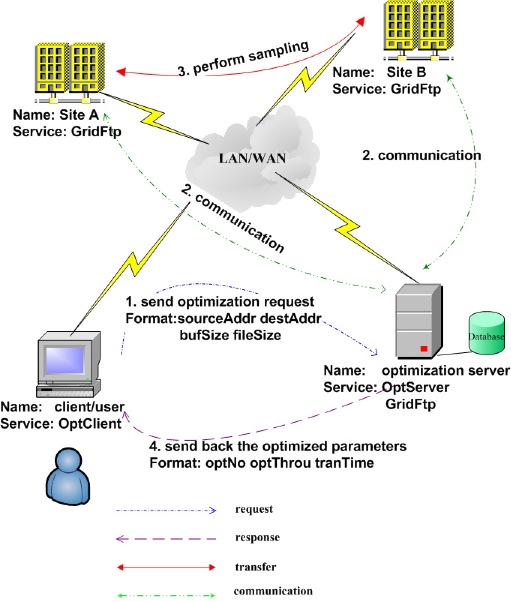 3. perform sampling
Name: Site B
Service: GridFtp
Name: Site A
Service: GridFtp
LAN/WAN
2. communication
2. communication
1. send optimization request
Format:sourceAddr destAddr
bufSize fileSize
Database
Name: optimization server
Service: OptServer
GridFtp
Name: client/user
Service: OptClient
4. send back the optimized parameters
Format: optNo optThrou tranTime
request
response
transfer
communication